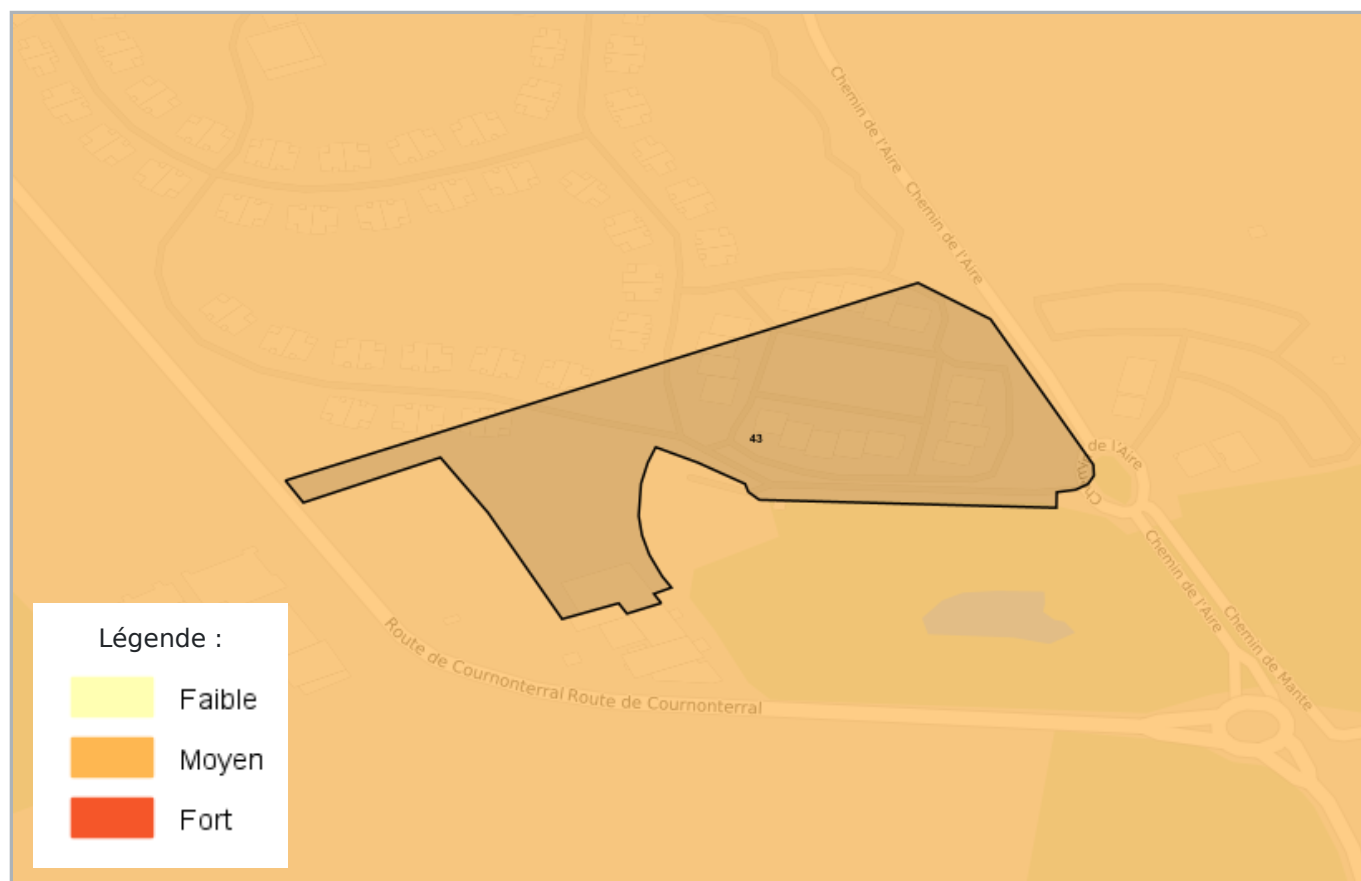 Chemin de l'Aire
Chemin de l'Aire
43
de l'Aire
Chem
Chemin de l'Aire
Chemin de Mante
Route de Cournonterral
Route de Cournonterral
Légende :
Faible
Moyen
Fort